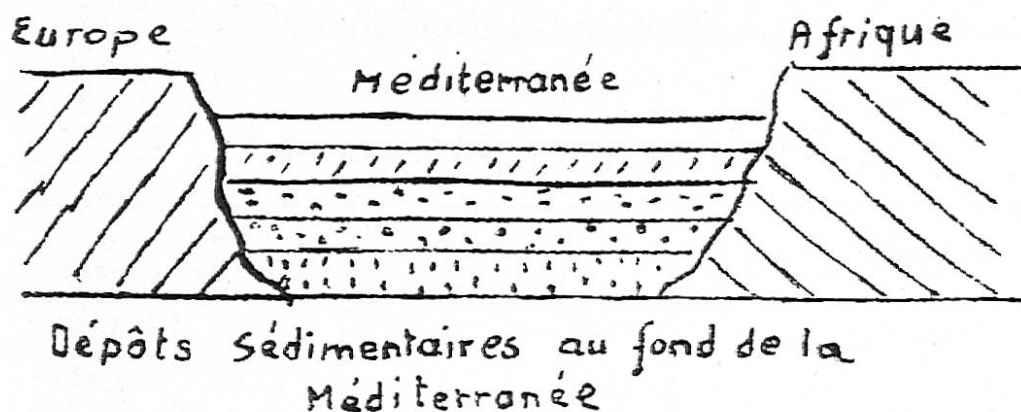 Europe
Afrique
Méditerranée
Dépôts sédimentaires au fond de la
Méditerranée